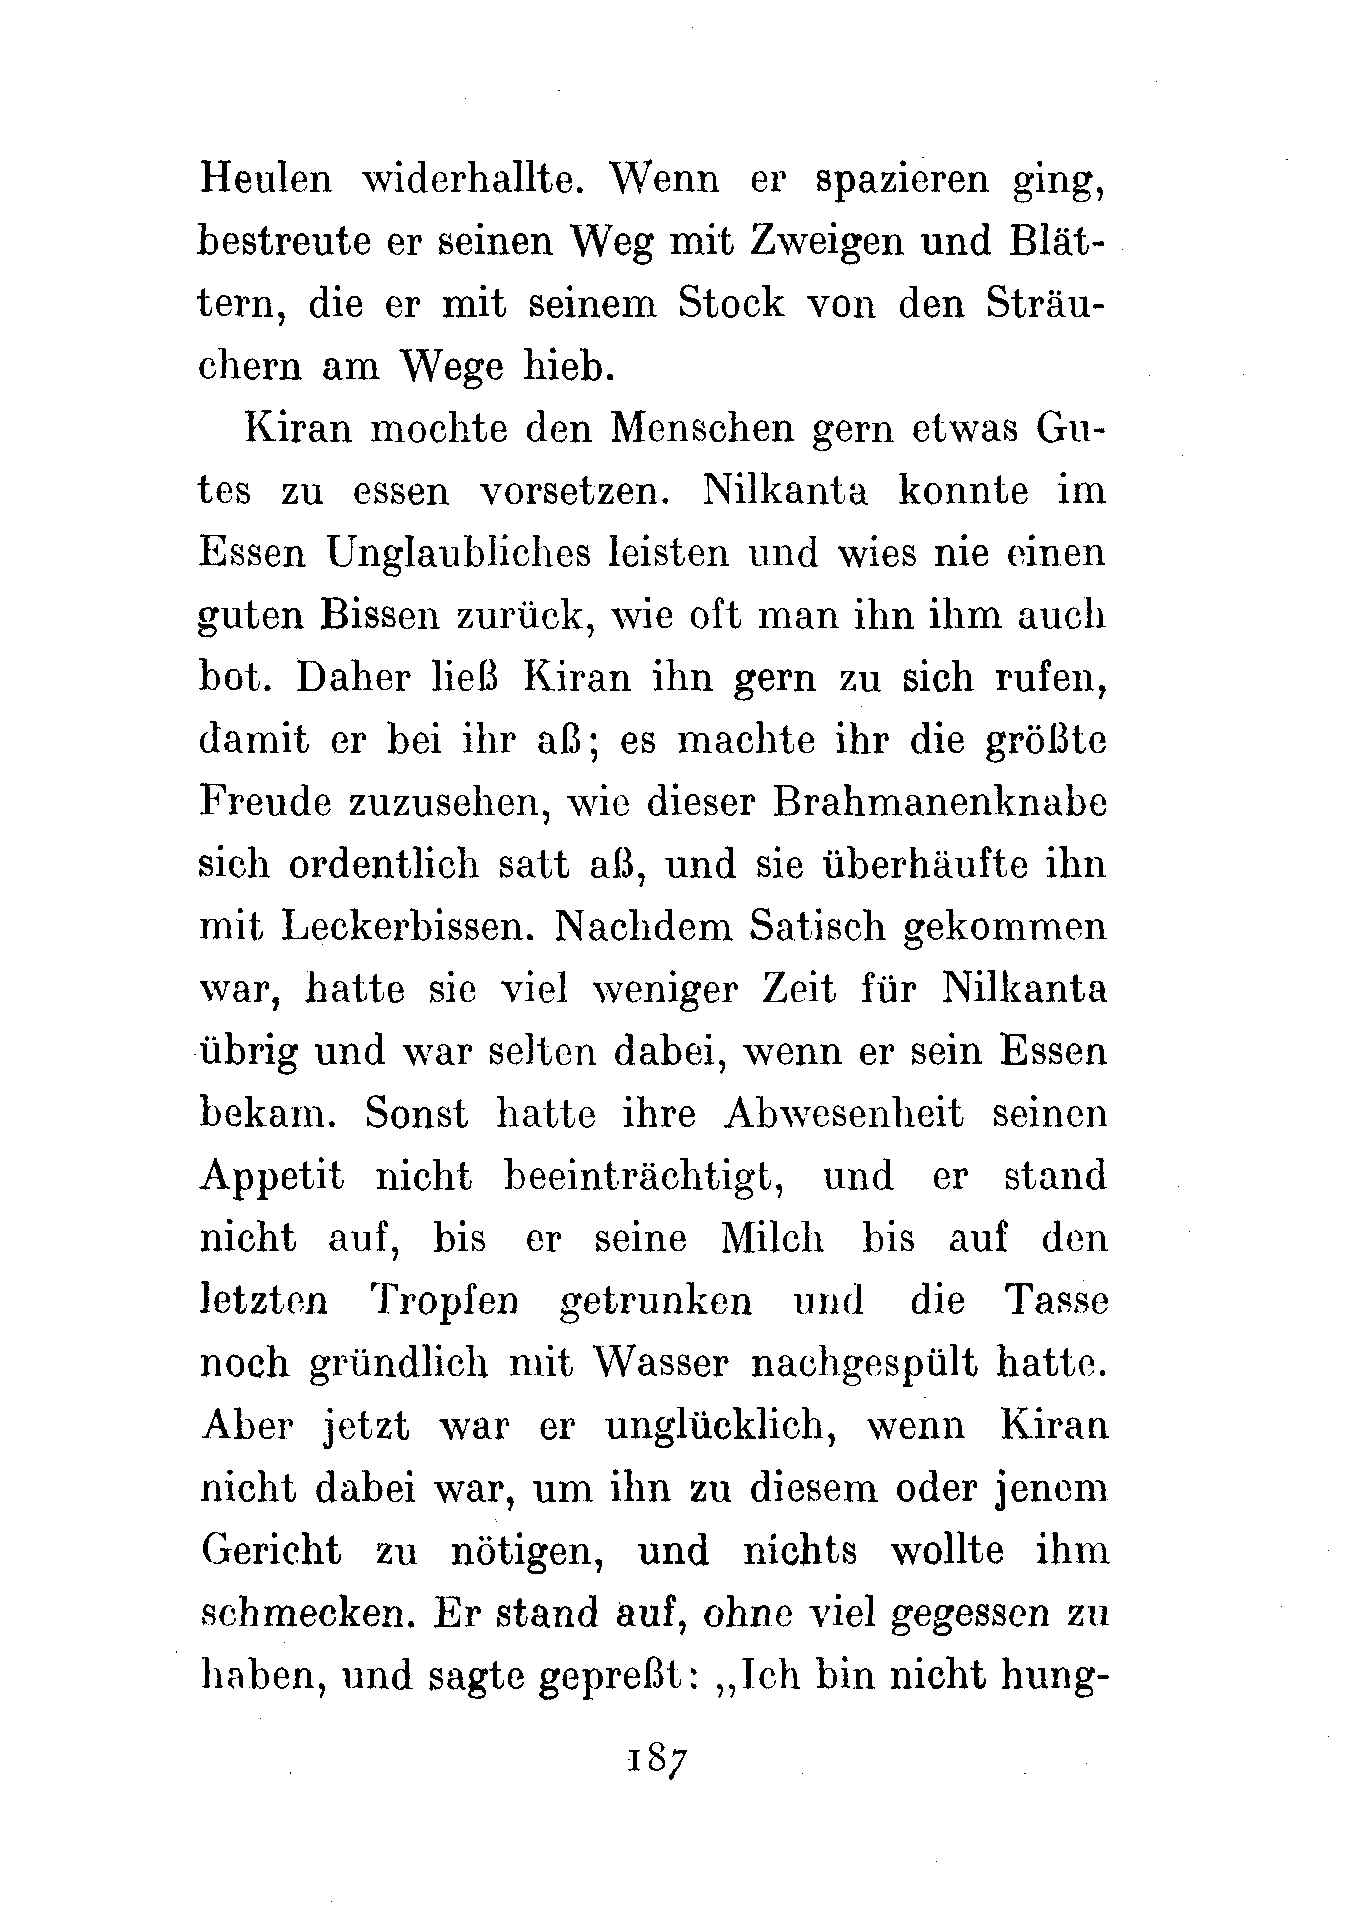 Heulen widerhallte. Wenn er spazieren ging,
bestreute er seinen Weg mit Zweigen und Blät-
tern, die er mit seinem Stock von den Sträu-
chern am Wege hieb.
Kiran mochte den Menschen gern etwas Gu-
tes zu essen vorsetzen. Nilkanta konnte im
Essen Unglaubliches leisten und wies nie einen
guten Bissen zurück, wie oft man ihn ihm auch
bot. Daher ließ Kiran ihn gern zu sich rufen,
damit er bei ihr aß; es machte ihr die größte
Freude zuzusehen, wie dieser Brahmanenknabe
sich ordentlich satt aß, und sie überhäufte ihn
mit Leckerbissen. Nachdem Satisch gekommen
war, hatte sie viel weniger Zeit für Nilkanta
übrig und war selten dabei, wenn er sein Essen
bekam. Sonst hatte ihre Abwesenheit seinen
Appetit nicht beeinträchtigt, und er stand
nicht auf, bis er seine Milch bis auf den
letzten Tropfen getrunken und die Tasse
noch gründlich mit Wasser nachgespült hatte.
Aber jetzt war er unglücklich, wenn Kiran
nicht dabei war, um ihn zu diesem oder jenem
Gericht zu nötigen, und nichts wollte ihm
schmecken. Er stand auf, ohne viel gegessen zu
haben, und sagte gepreßt: „Ich bin nicht hung-
187